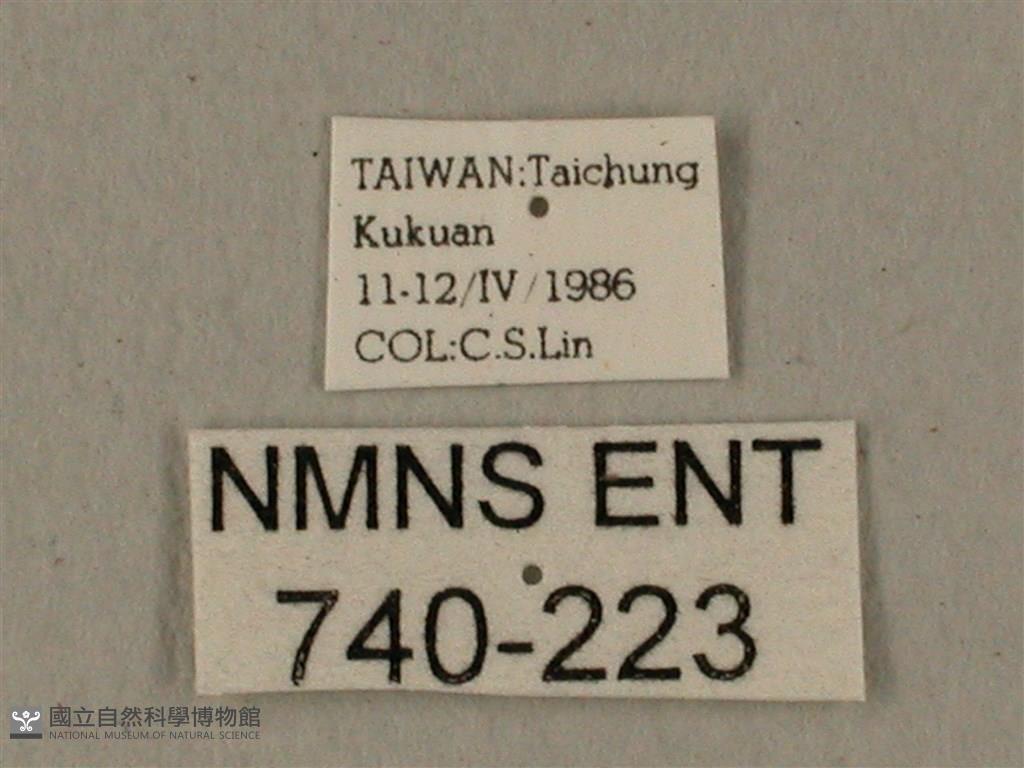 TAIWAN:Taichung
Kukuan
11-12/IV/1986
COL:C.S.Lin
NMNS ENT
740-223
國立自然科學博物館
NATIONAL MUSEUM OF NATURAL SCIENCE